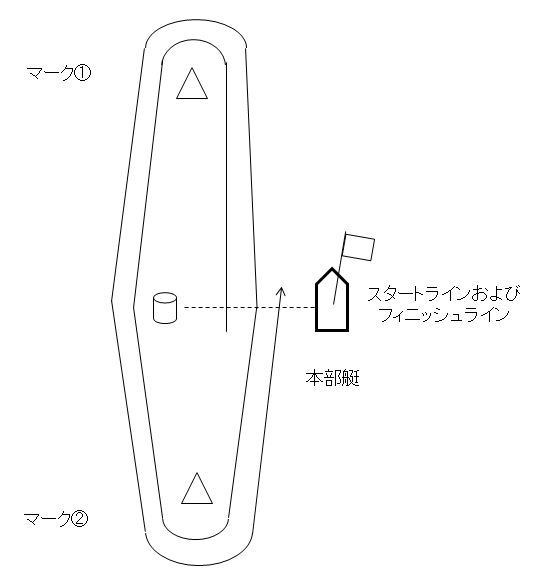 マーク①
スタートラインおよび
フィニッシュライン
本部艇
マーク②